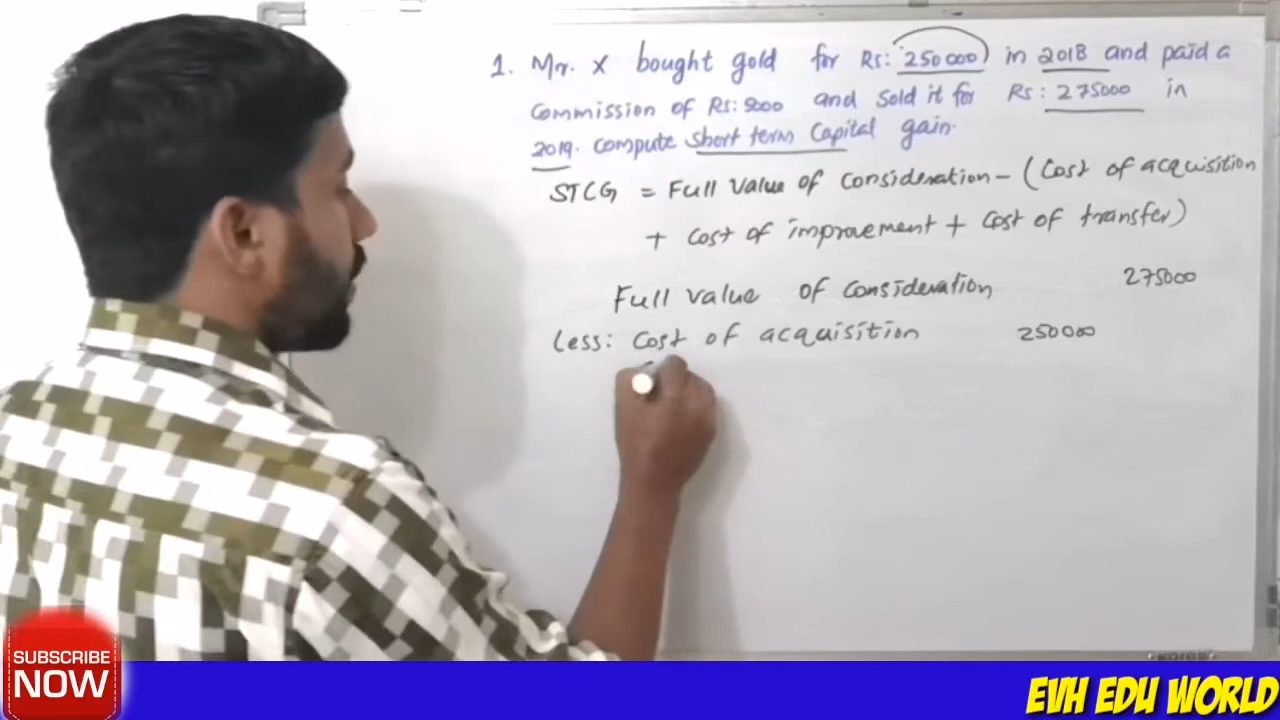 1. Mr. X bought gold for Rs: 250000 in 2018 and paid a
commission of Rs: 5000 and sold it for Rs: 275000 in
2019. compute short term capital gain.
STCG = Full value of consideration - (cost of acquisition
+ cost of improvement + cost of transfer)
Full value of consideration 275000
Less: cost of acquisition 250000
SUBSCRIBE
NOW
EVH EDU WORLD